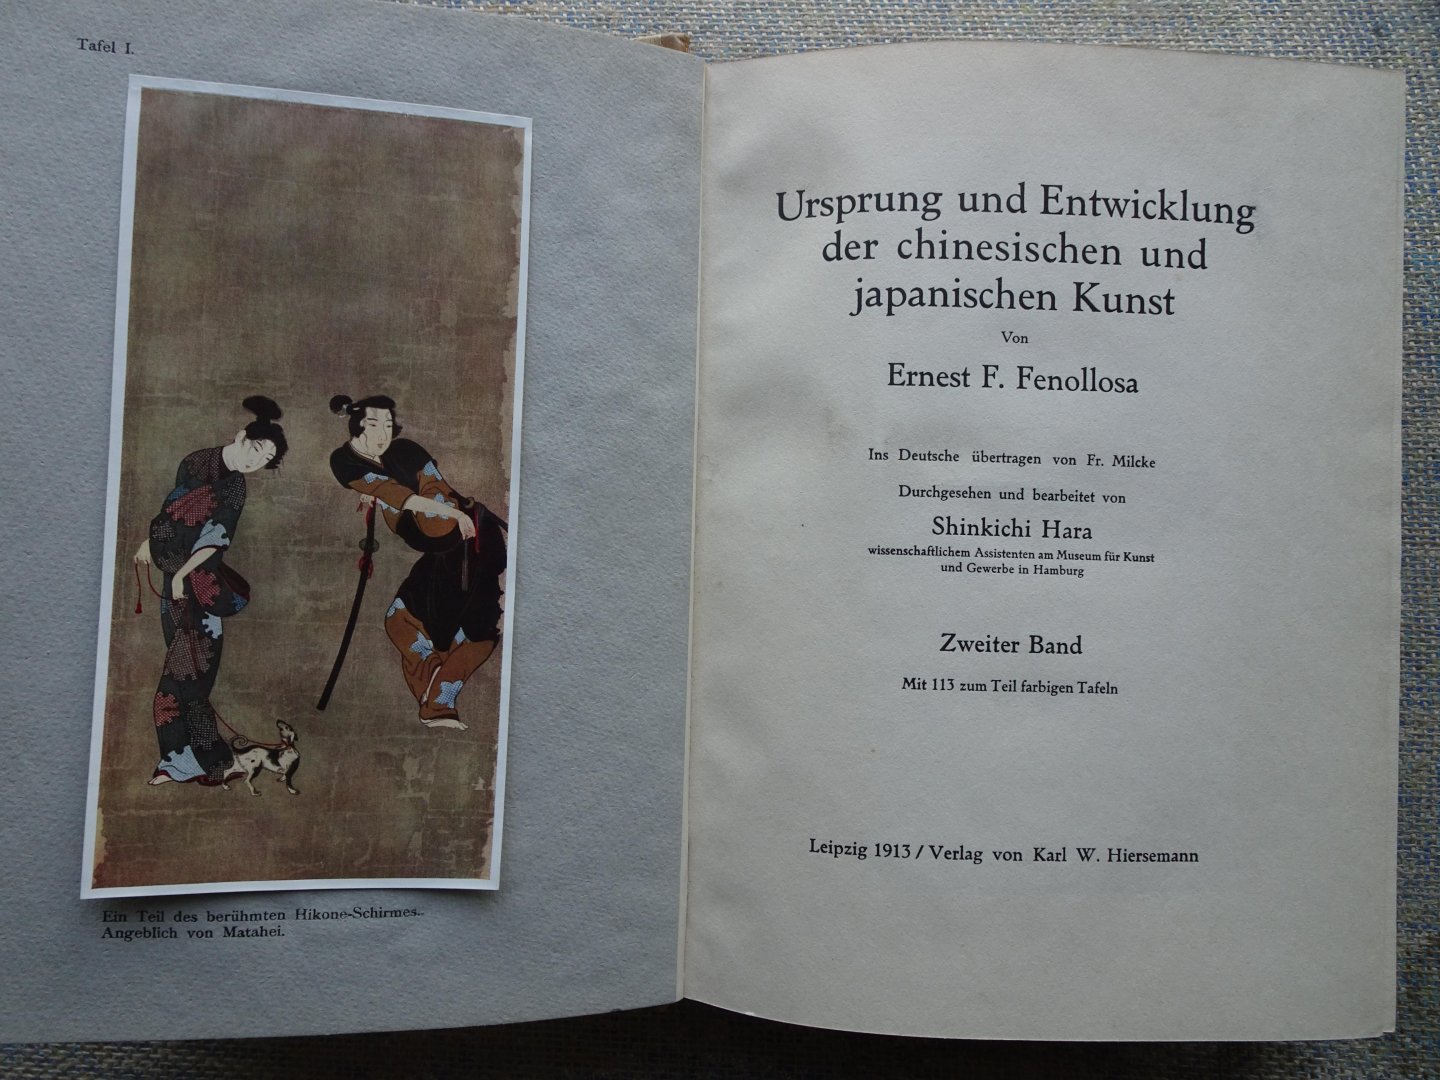 Tafel I.
Ein Teil des berühmten Hikone-Schirmes.
Angeblich von Matahei.
Ursprung und Entwicklung
der chinesischen und
japanischen Kunst
Von
Ernest F. Fenollosa
Ins Deutsche übertragen von Fr. Milcke
Durchgesehen und bearbeitet von
Shinkichi Hara
wissenschaftlichem Assistenten am Museum für Kunst
und Gewerbe in Hamburg
Zweiter Band
Mit 113 zum Teil farbigen Tafeln
Leipzig 1913 / Verlag von Karl W. Hiersemann